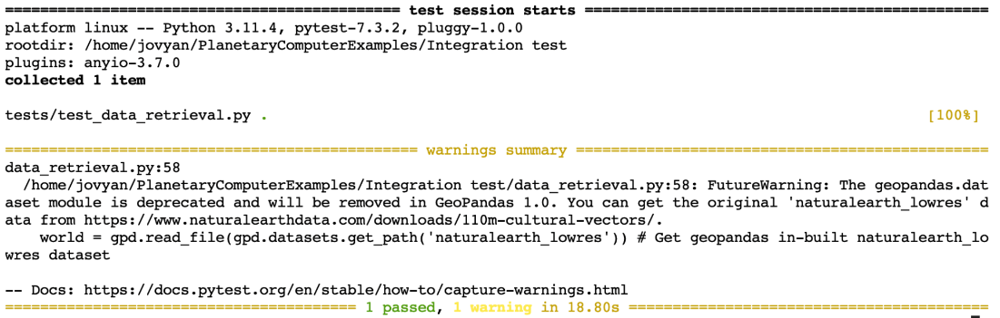 ============================================= test session starts ==============================================
platform linux -- Python 3.11.4, pytest-7.3.2, pluggy-1.0.0
rootdir: /home/jovyan/PlanetaryComputerExamples/Integration test
plugins: anyio-3.7.0
collected 1 item
tests/test_data_retrieval.py . [100%]
=============================================== warnings summary ===============================================
data_retrieval.py:58
/home/jovyan/PlanetaryComputerExamples/Integration test/data_retrieval.py:58: FutureWarning: The geopandas.dat
aset module is deprecated and will be removed in GeoPandas 1.0. You can get the original 'naturalearth_lowres' d
ata from https://www.naturalearthdata.com/downloads/110m-cultural-vectors/.
world = gpd.read_file(gpd.datasets.get_path('naturalearth_lowres')) # Get geopandas in-built naturalearth_lo
wres dataset
-- Docs: https://docs.pytest.org/en/stable/how-to/capture-warnings.html
======================================== 1 passed, 1 warning in 18.80s =========================================